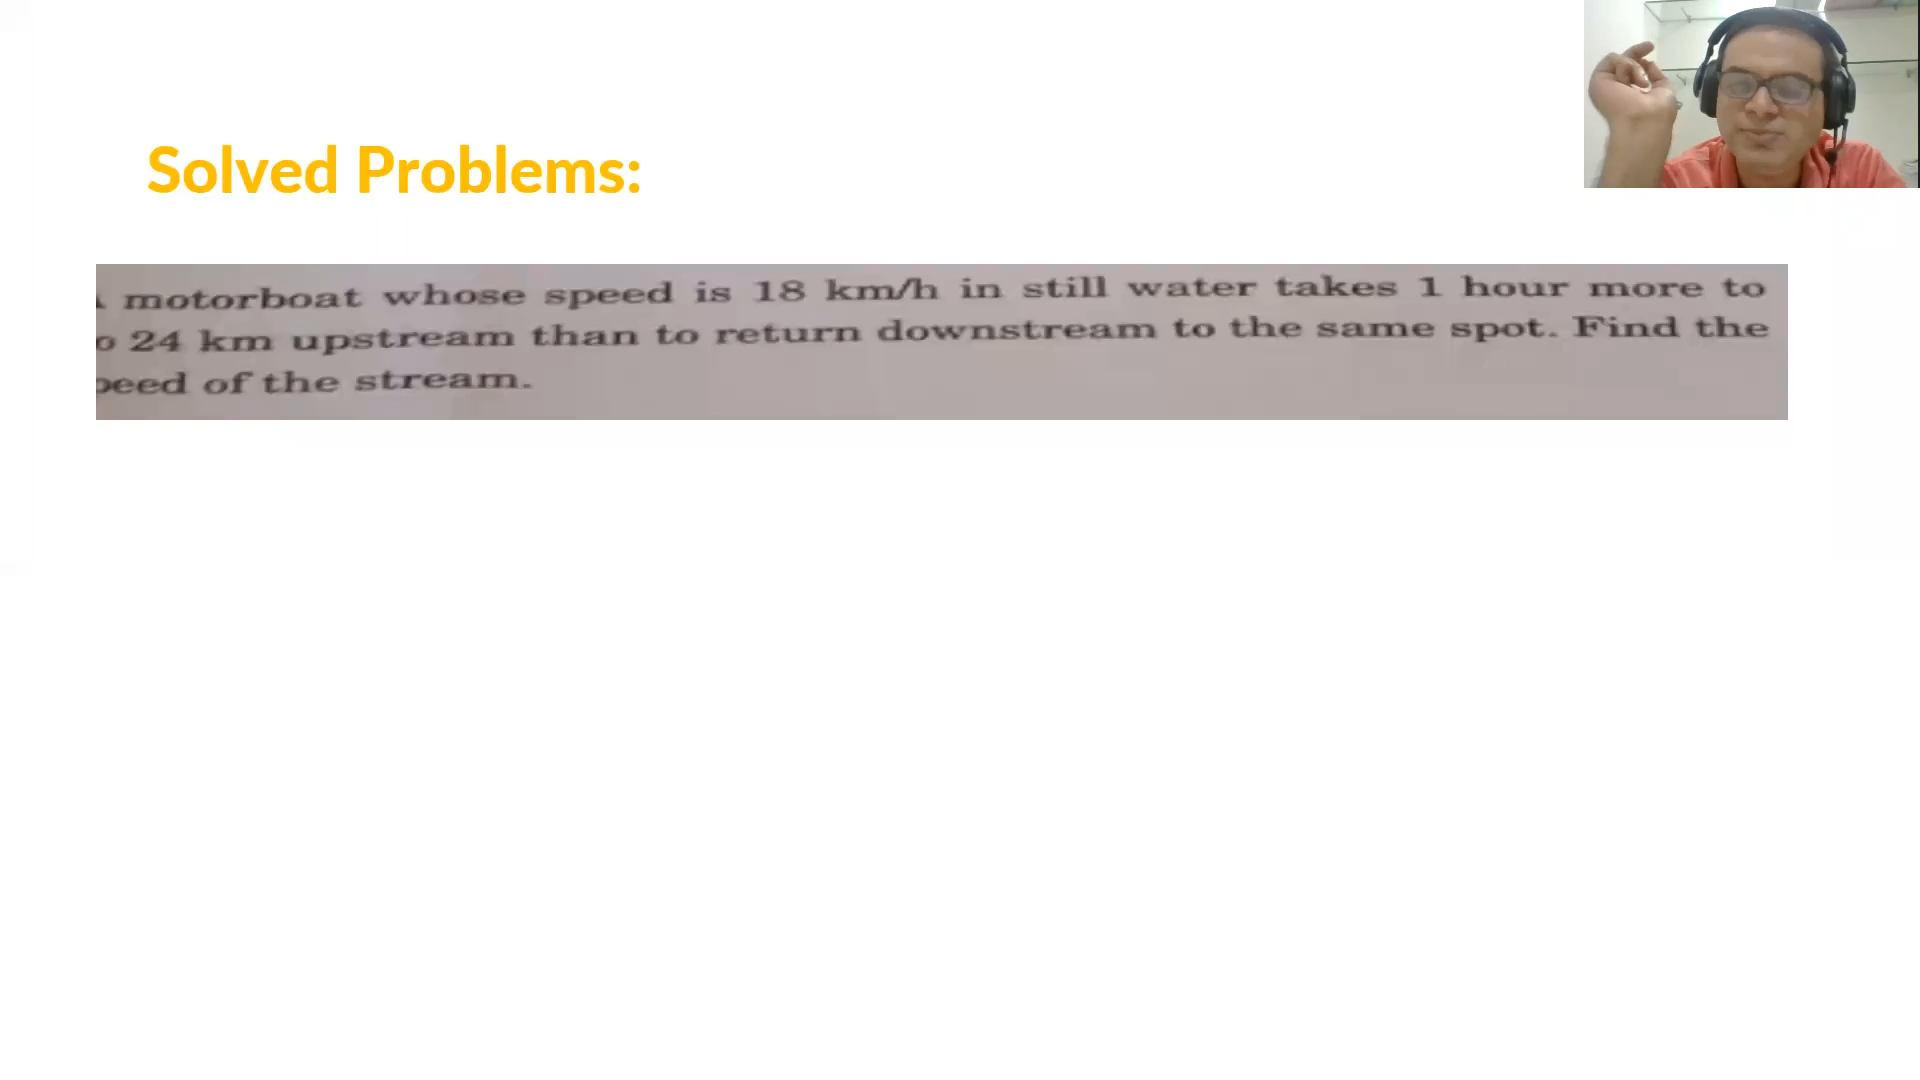 Solved Problems:
motorboat whose speed is 18 km/h in still water takes 1 hour more to
o 24 km upstream than to return downstream to the same spot. Find the
peed of the stream.